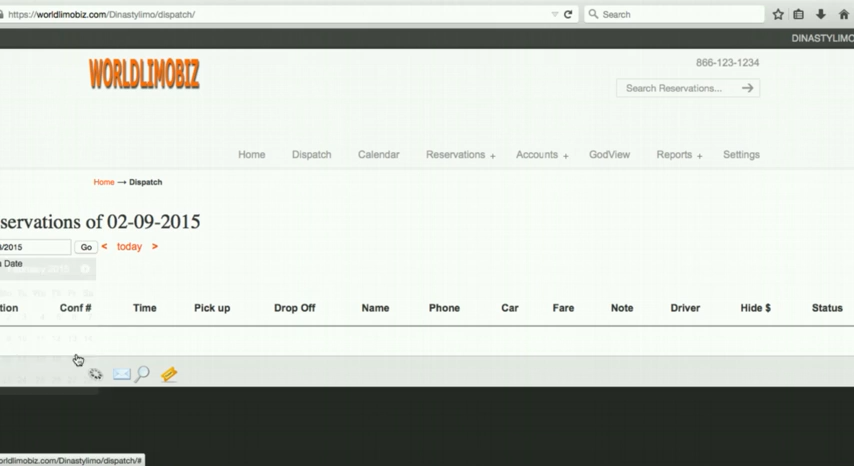 https://worldlimobiz.com/Dinastylimo/dispatch/
Search
DINASTYLIMO
WORLDLIMOBIZ
866-123-1234
Search Reservations...
Home Dispatch Calendar Reservations + Accounts + GodView Reports + Settings
Home → Dispatch
servations of 02-09-2015
/2015 Go < today >
Date
2015
tion Conf # Time Pick up Drop Off Name Phone Car Fare Note Driver Hide $ Status
orldlimobiz.com/Dinastylimo/dispatch/#